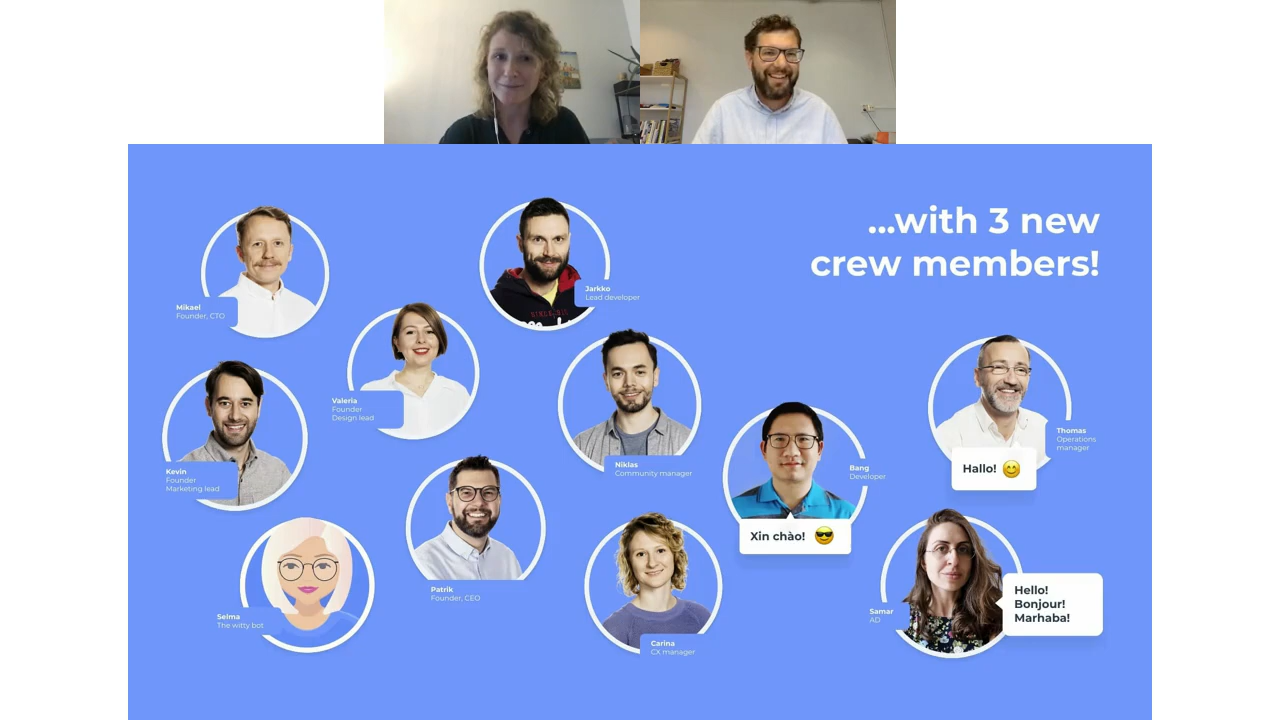 ...with 3 new
crew members!
Mikael
Founder, CTO
Jarkko
Lead developer
Valeria
Founder
Design lead
Kevin
Founder
Marketing lead
Niklas
Community manager
Bang
Developer
Xin chào!
Thomas
Operations
manager
Hallo!
Patrik
Founder, CEO
Selma
The witty bot
Carina
CX manager
Samar
AD
Hello!
Bonjour!
Marhaba!